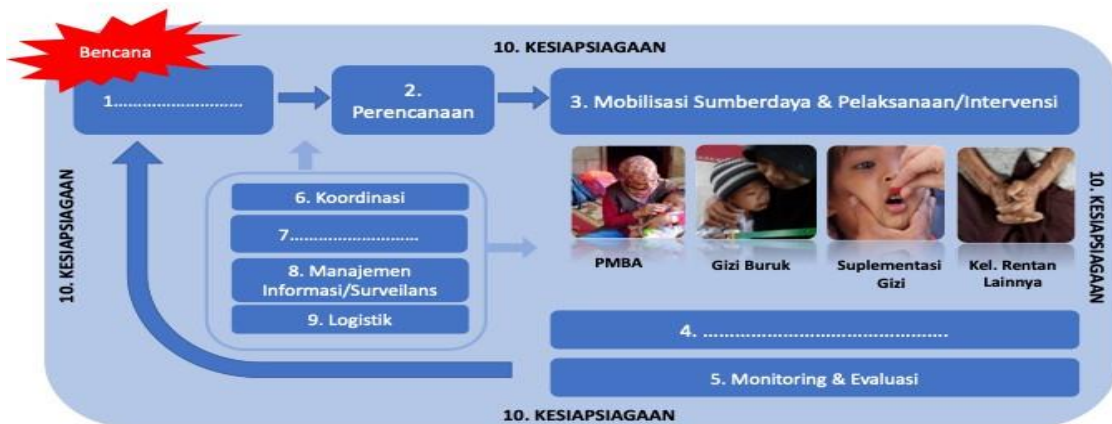 Bencana
10. KESIAPSIAGAAN
1...........................
2.
Perencanaan
3. Mobilisasi Sumberdaya & Pelaksanaan/Intervensi
10. KESIAPSIAGAAN
10. KESIAPSIAGAAN
6. Koordinasi
7..............................
8. Manajemen
Informasi/Surveilans
9. Logistik
PMBA
Gizi Buruk
Suplementasi
Gizi
Kel. Rentan
Lainnya
4. ................................................
5. Monitoring & Evaluasi
10. KESIAPSIAGAAN